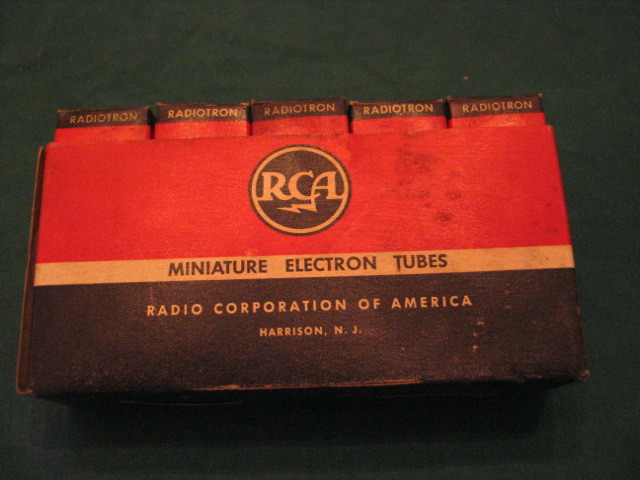 RADIOTRON RADIOTRON RADIOTRON RADIOTRON RADIOTRON
RCA
MINIATURE ELECTRON TUBES
RADIO CORPORATION OF AMERICA
HARRISON, N. J.